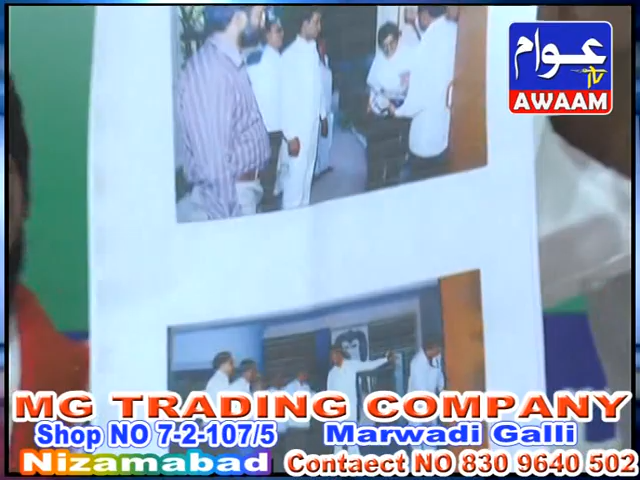 عوام
TV
AWAAM
MG TRADING COMPANY
Shop NO 7-2-107/5 Marwadi Galli
Nizamabad Contaect NO 830 9640 502